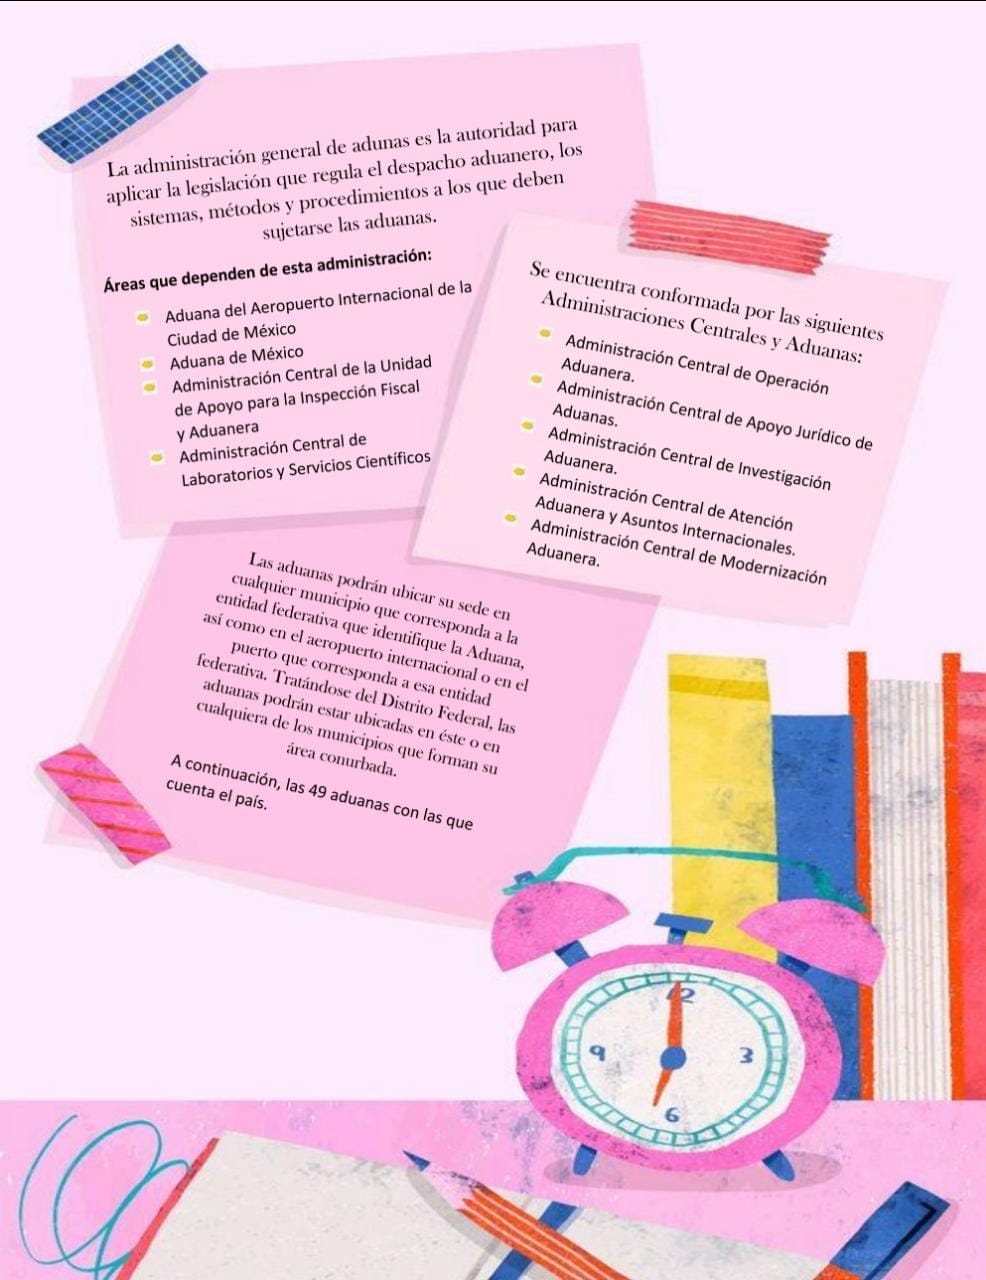 La administración general de adunas es la autoridad para
aplicar la legislación que regula el despacho aduanero, los
sistemas, métodos y procedimientos a los que deben
sujetarse las aduanas.
Áreas que dependen de esta administración:
Aduana del Aeropuerto Internacional de la
Ciudad de México
Aduana de México
Administración Central de la Unidad
de Apoyo para la Inspección Fiscal
y Aduanera
Administración Central de
Laboratorios y Servicios Científicos
Se encuentra conformada por las siguientes
Administraciones Centrales y Aduanas:
Administración Central de Operación
Aduanera.
Administración Central de Apoyo Jurídico de
Aduanas.
Administración Central de Investigación
Aduanera.
Administración Central de Atención
Aduanera y Asuntos Internacionales.
Administración Central de Modernización
Aduanera.
Las aduanas podrán ubicar su sede en
cualquier municipio que corresponda a la
entidad federativa que identifique la Aduana,
así como en el aeropuerto internacional o en el
puerto que corresponda a esa entidad
federativa. Tratándose del Distrito Federal, las
aduanas podrán estar ubicadas en éste o en
cualquiera de los municipios que forman su
área conurbada.
A continuación, las 49 aduanas con las que
cuenta el país.
12
9
3
6